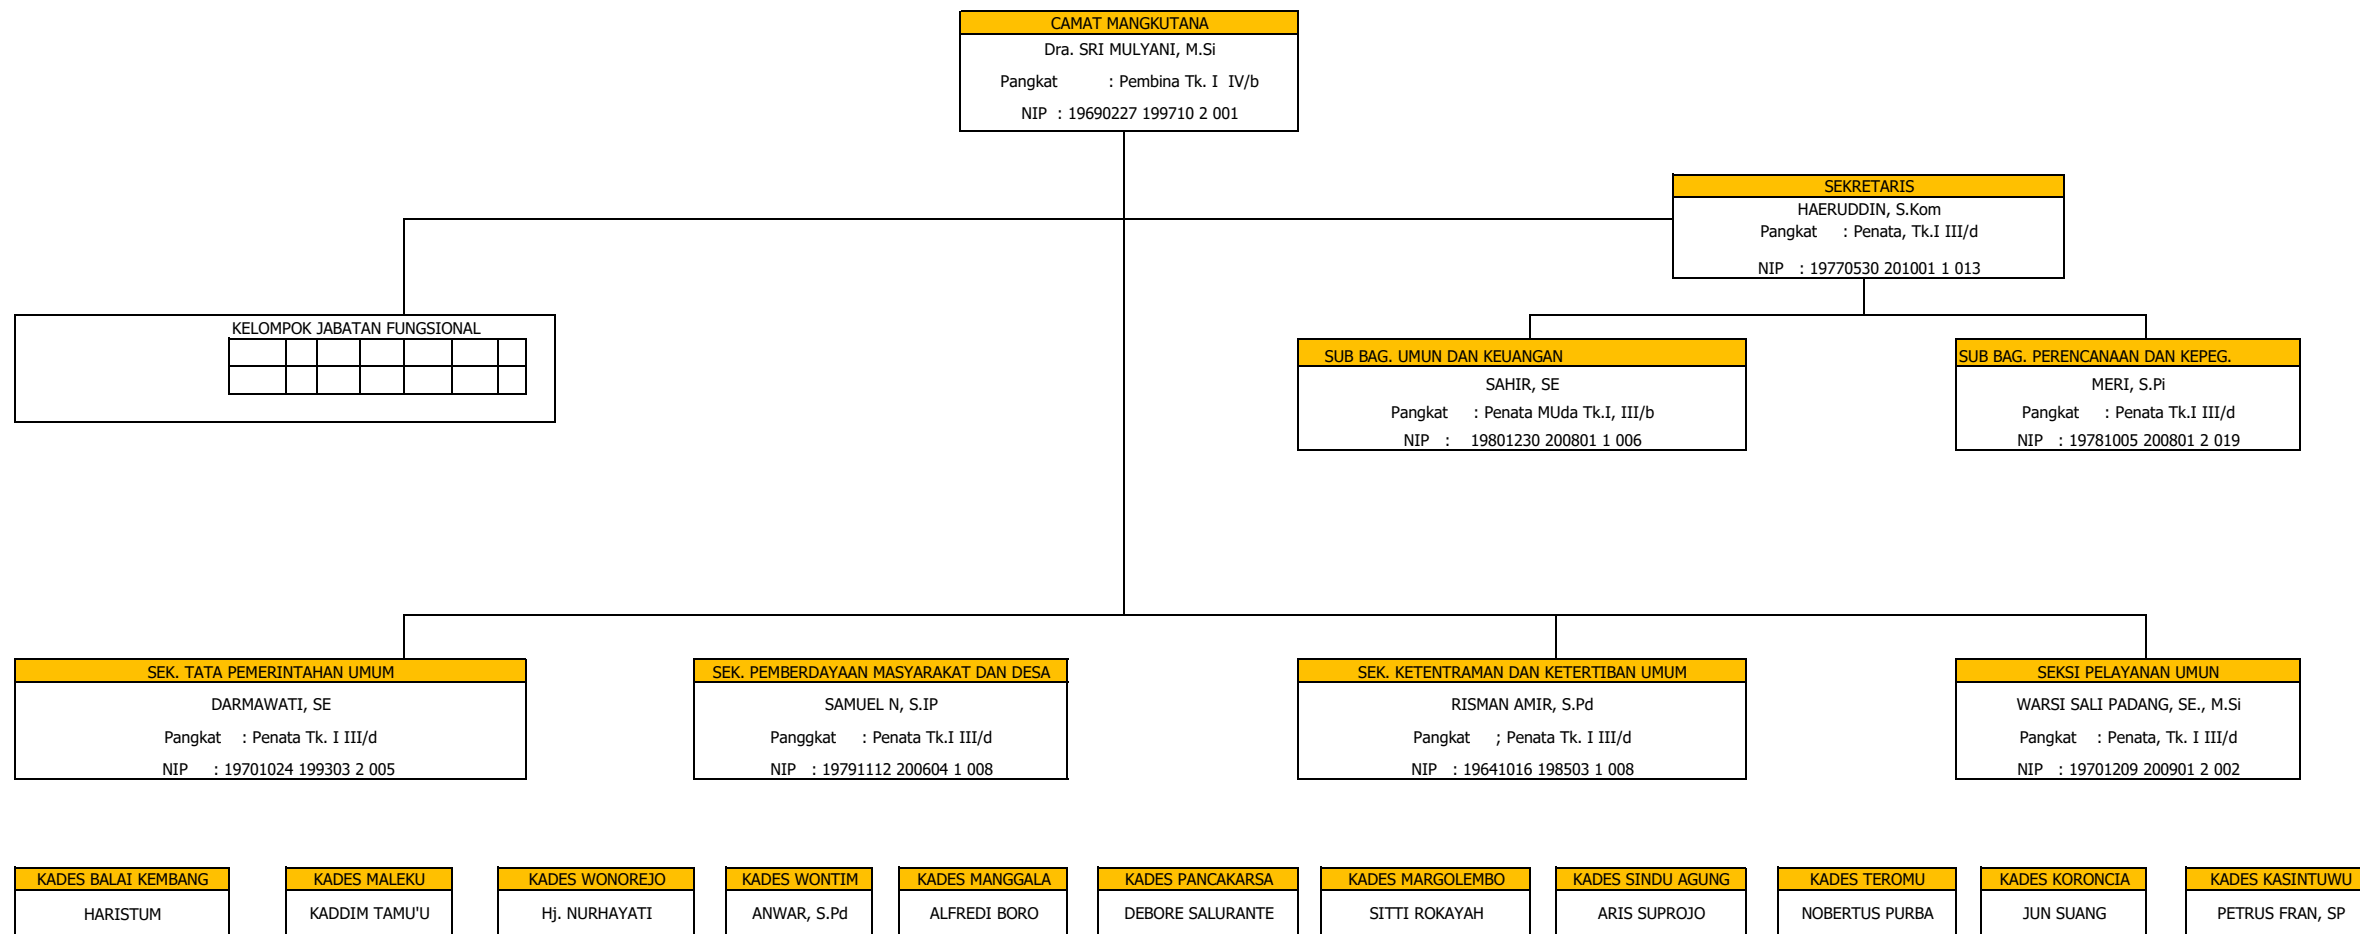 CAMAT MANGKUTANA
Dra. SRI MULYANI, M.Si
Pangkat : Pembina Tk. I IV/b
NIP : 19690227 199710 2 001
SEKRETARIS
HAERUDDIN, S.Kom
Pangkat : Penata, Tk.I III/d
NIP : 19770530 201001 1 013
KELOMPOK JABATAN FUNGSIONAL
SUB BAG. UMUN DAN KEUANGAN
SAHIR, SE
Pangkat : Penata MUda Tk.I, III/b
NIP : 19801230 200801 1 006
SUB BAG. PERENCANAAN DAN KEPEG.
MERI, S.Pi
Pangkat : Penata Tk.I III/d
NIP : 19781005 200801 2 019
SEK. TATA PEMERINTAHAN UMUM
DARMAWATI, SE
Pangkat : Penata Tk. I III/d
NIP : 19701024 199303 2 005
SEK. PEMBERDAYAAN MASYARAKAT DAN DESA
SAMUEL N, S.IP
Panggkat : Penata Tk.I III/d
NIP : 19791112 200604 1 008
SEK. KETENTRAMAN DAN KETERTIBAN UMUM
RISMAN AMIR, S.Pd
Pangkat ; Penata Tk. I III/d
NIP : 19641016 198503 1 008
SEKSI PELAYANAN UMUN
WARSI SALI PADANG, SE., M.Si
Pangkat : Penata, Tk. I III/d
NIP : 19701209 200901 2 002
KADES BALAI KEMBANG
HARISTUM
KADES MALEKU
KADDIM TAMU'U
KADES WONOREJO
Hj. NURHAYATI
KADES WONTIM
ANWAR, S.Pd
KADES MANGGALA
ALFREDI BORO
KADES PANCAKARSA
DEBORE SALURANTE
KADES MARGOLEMBO
SITTI ROKAYAH
KADES SINDU AGUNG
ARIS SUPROJO
KADES TEROMU
NOBERTUS PURBA
KADES KORONCIA
JUN SUANG
KADES KASINTUWU
PETRUS FRAN, SP